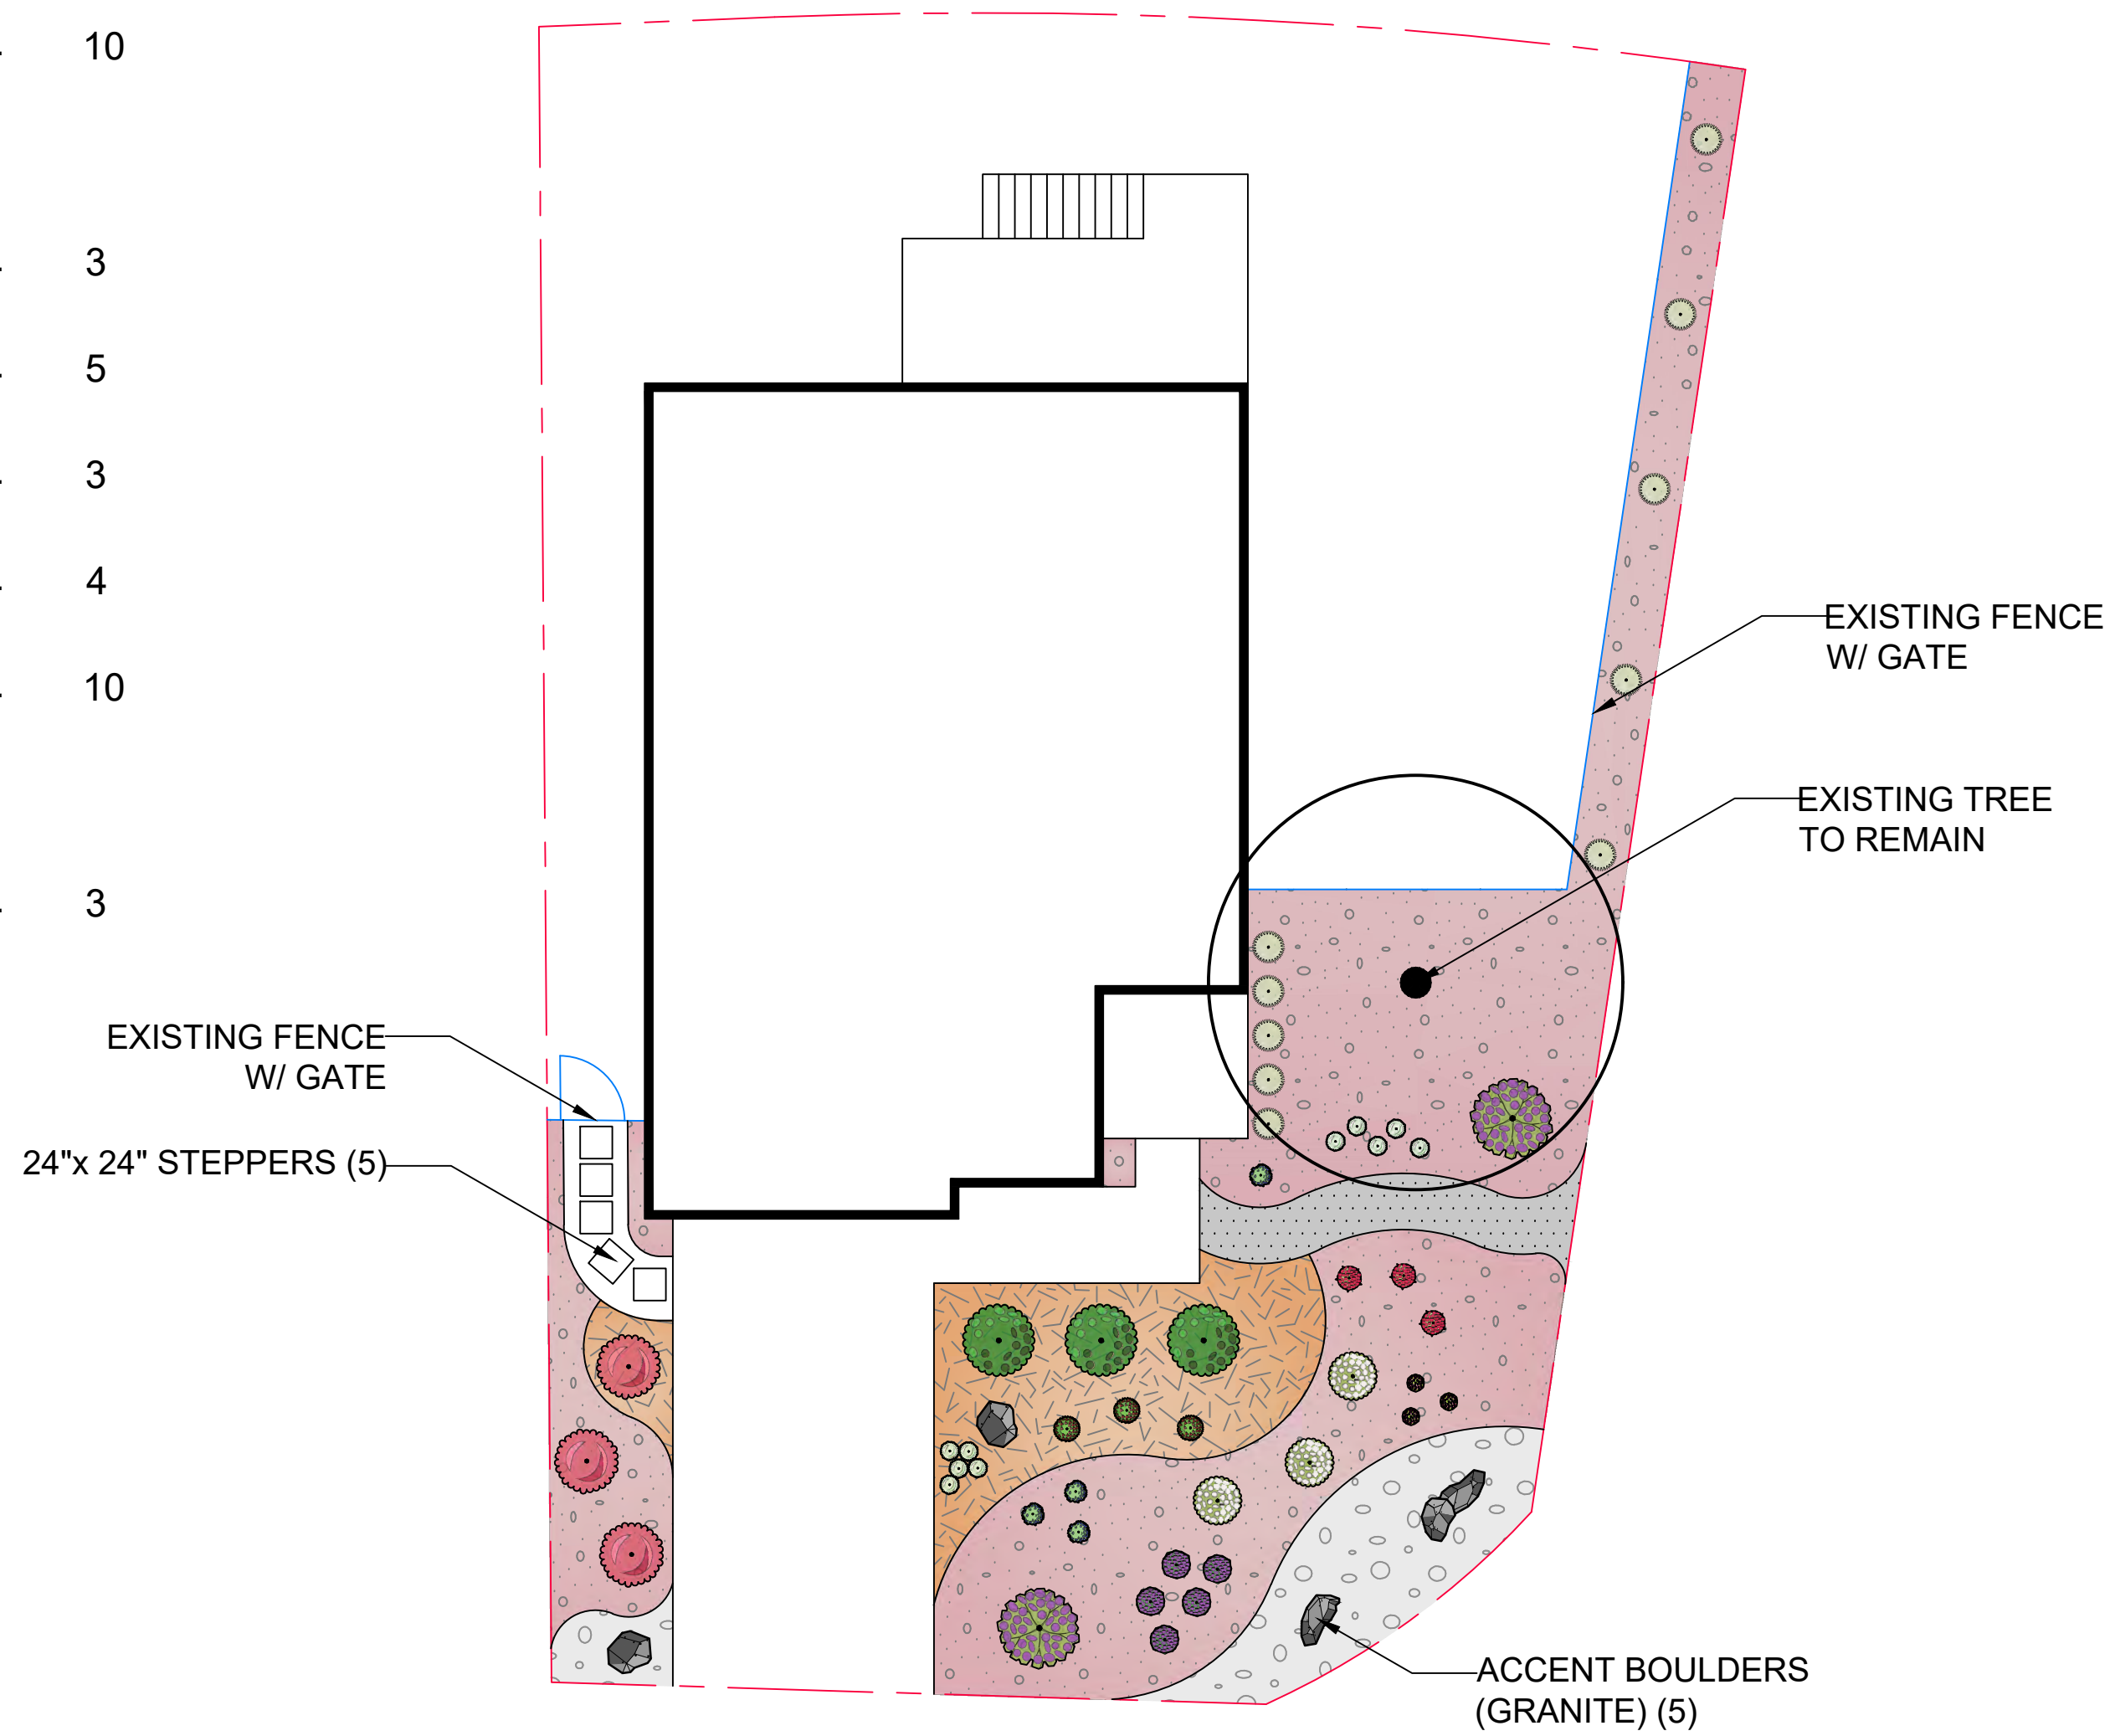 10
3
5
3
4
10
3
EXISTING FENCE
W/ GATE
EXISTING TREE
TO REMAIN
EXISTING FENCE
W/ GATE
24"x 24" STEPPERS (5)
ACCENT BOULDERS
(GRANITE) (5)